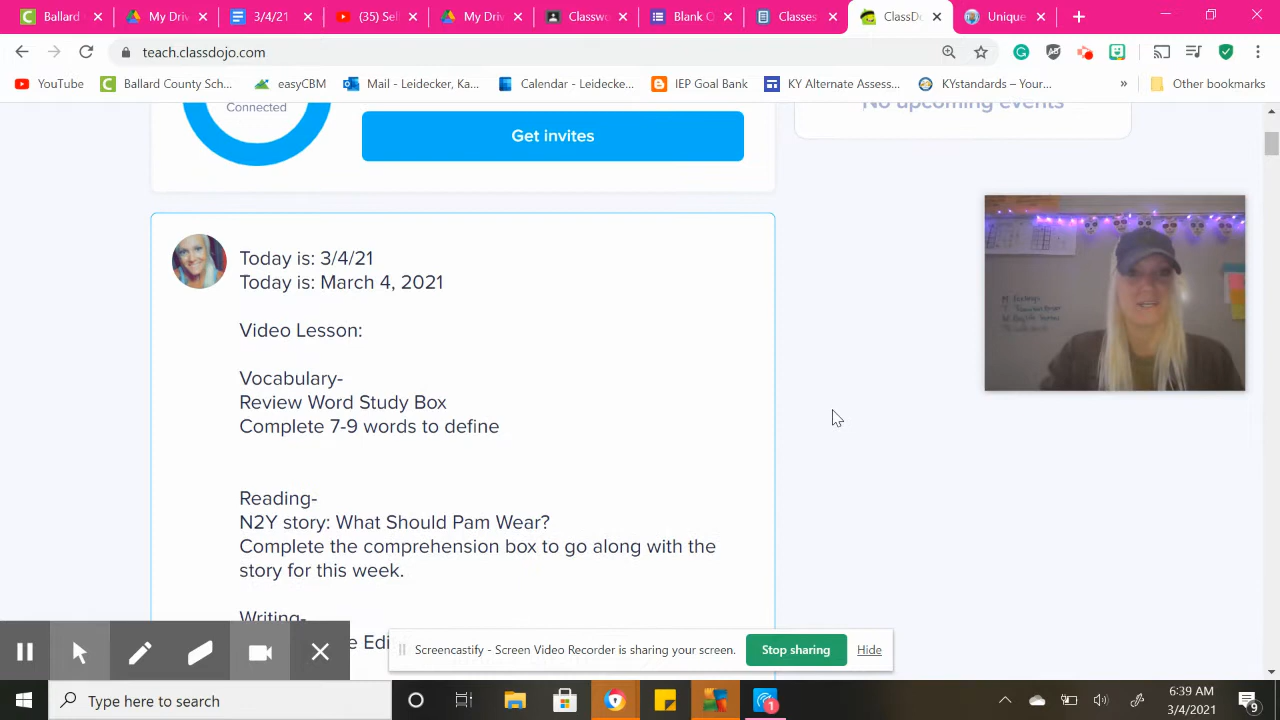 Ballard
My Driv
3/4/21
(35) Sel
My Driv
Classwo
Blank Q
Classes
ClassDo
Unique
teach.classdojo.com
YouTube
Ballard County Sch...
easyCBM
Mail - Leidecker, Ka...
Calendar - Leidecke...
IEP Goal Bank
KY Alternate Assess...
KYstandards – Your...
»
Other bookmarks
Connected
Get invites
No upcoming events
Today is: 3/4/21
Today is: March 4, 2021
Video Lesson:
Vocabulary-
Review Word Study Box
Complete 7-9 words to define
Reading-
N2Y story: What Should Pam Wear?
Complete the comprehension box to go along with the
story for this week.
Writing-
Screencastify - Screen Video Recorder is sharing your screen.
Stop sharing
Hide
Type here to search
1
6:39 AM
3/4/2021
9